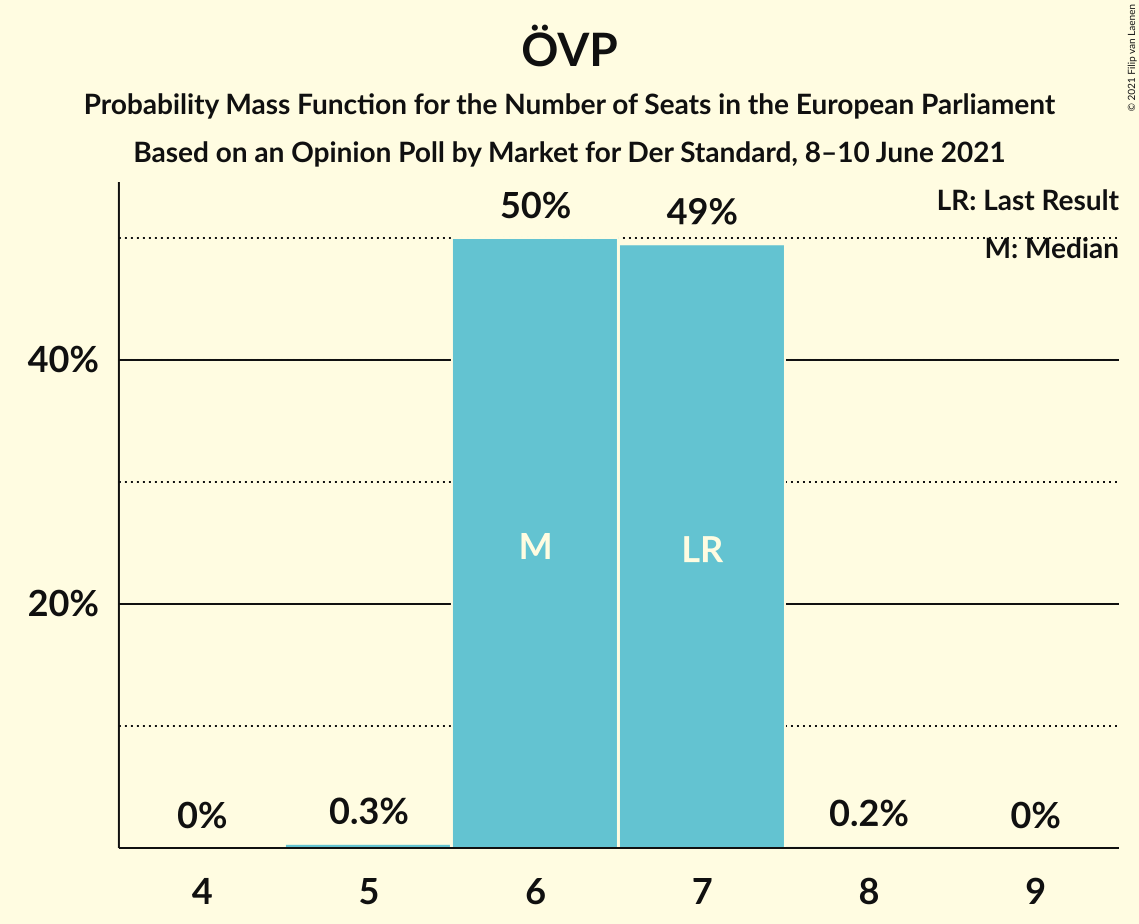 ÖVP
Probability Mass Function for the Number of Seats in the European Parliament
Based on an Opinion Poll by Market for Der Standard, 8–10 June 2021
© 2021 Filip van Laenen
LR: Last Result
M: Median
50%
49%
40%
20%
M
LR
0%
0.3%
0.2%
0%
4
5
6
7
8
9